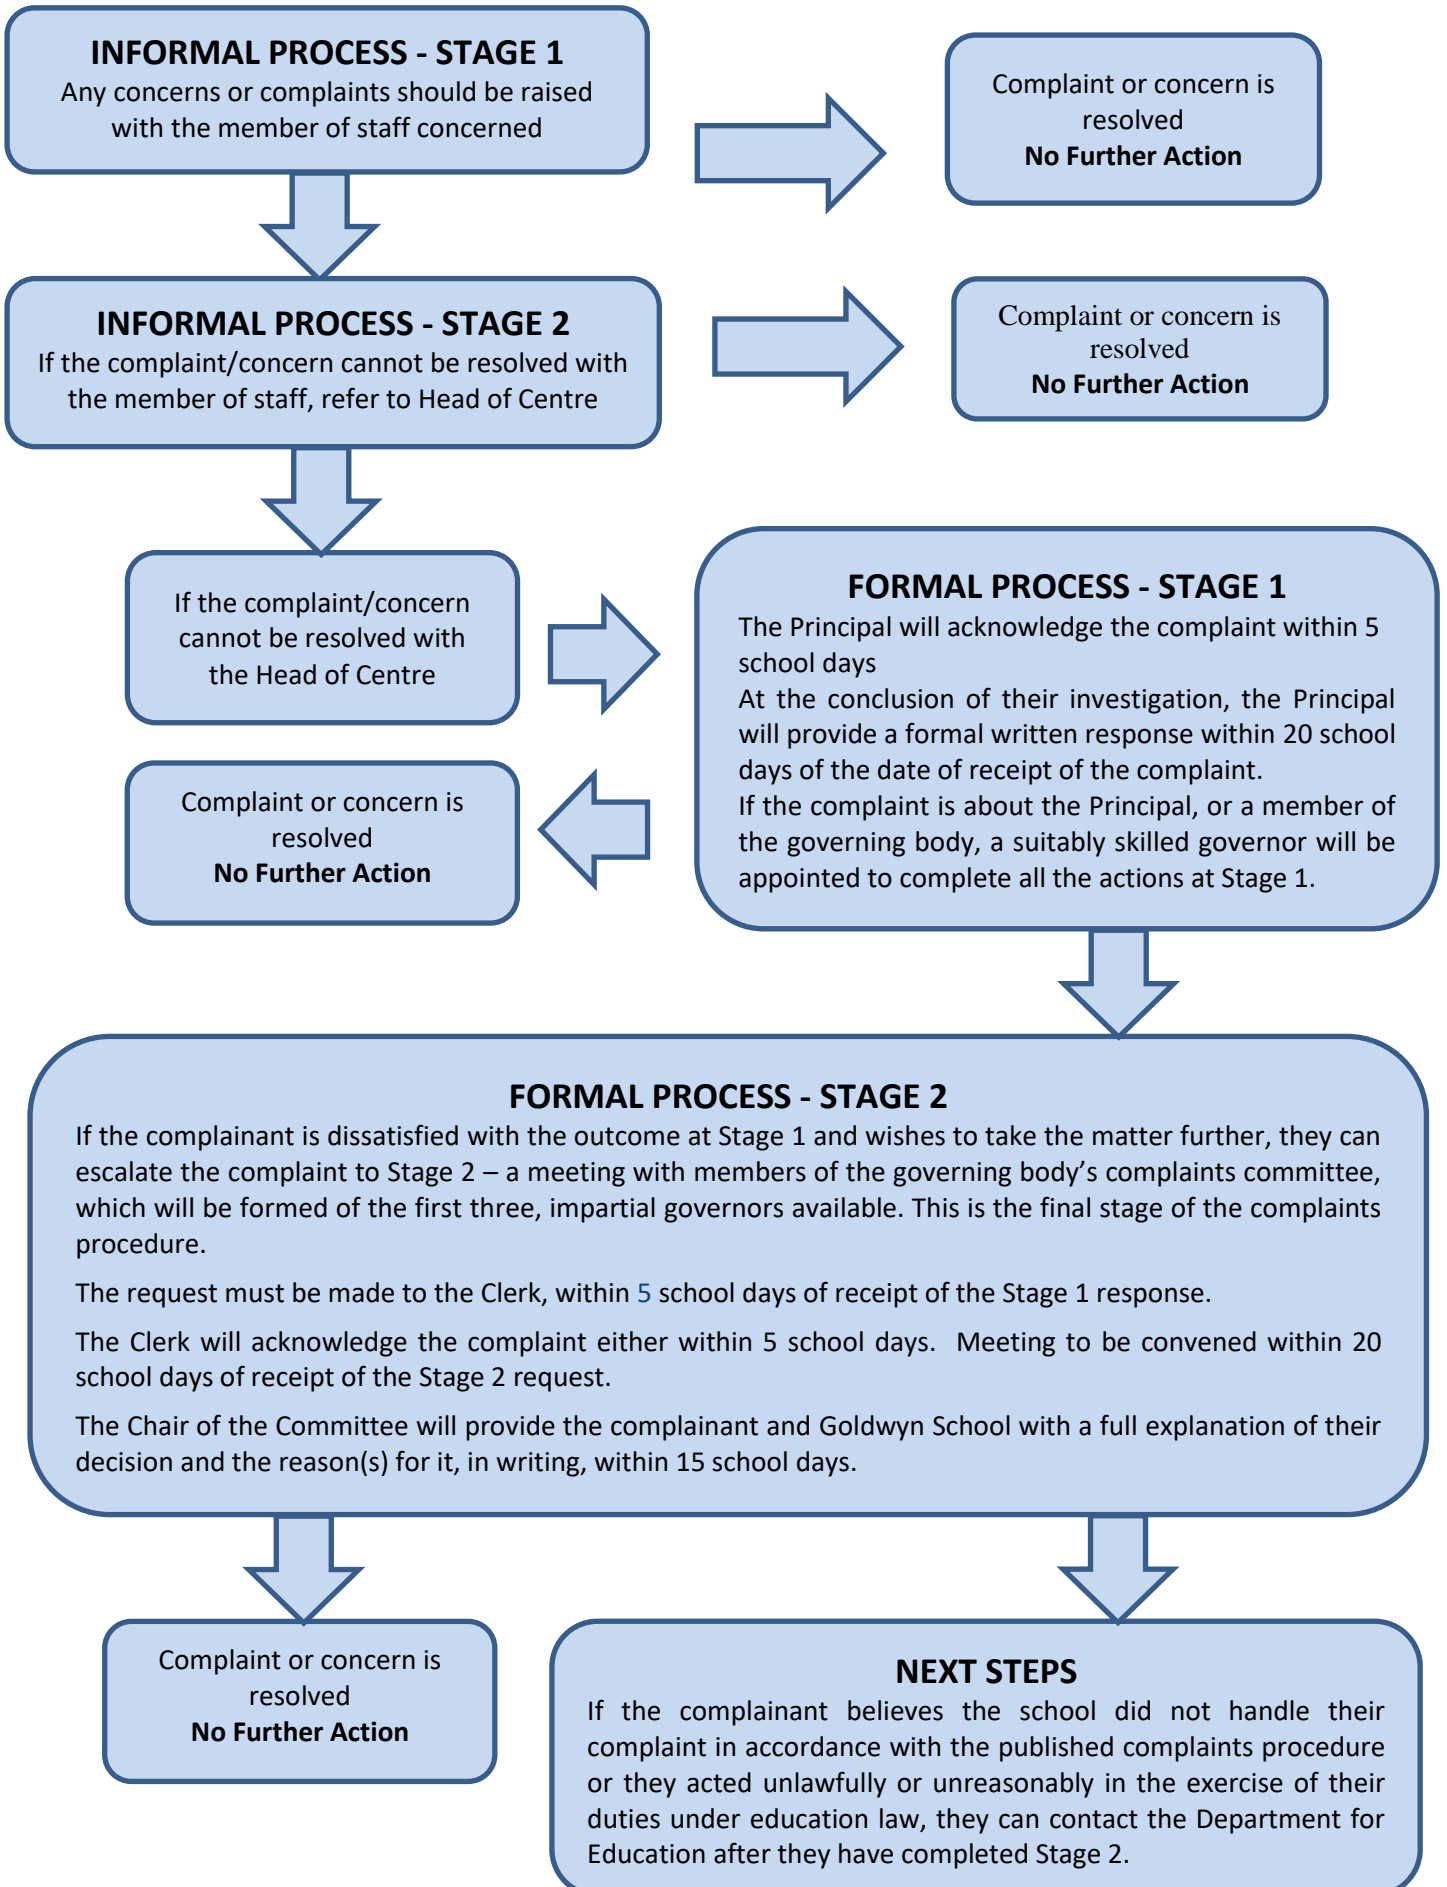 INFORMAL PROCESS - STAGE 1
Any concerns or complaints should be raised
with the member of staff concerned
Complaint or concern is
resolved
No Further Action
INFORMAL PROCESS - STAGE 2
If the complaint/concern cannot be resolved with
the member of staff, refer to Head of Centre
Complaint or concern is
resolved
No Further Action
If the complaint/concern
cannot be resolved with
the Head of Centre
FORMAL PROCESS - STAGE 1
The Principal will acknowledge the complaint within 5
school days
At the conclusion of their investigation, the Principal
will provide a formal written response within 20 school
days of the date of receipt of the complaint.
If the complaint is about the Principal, or a member of
the governing body, a suitably skilled governor will be
appointed to complete all the actions at Stage 1.
Complaint or concern is
resolved
No Further Action
FORMAL PROCESS - STAGE 2
If the complainant is dissatisfied with the outcome at Stage 1 and wishes to take the matter further, they can
escalate the complaint to Stage 2 – a meeting with members of the governing body’s complaints committee,
which will be formed of the first three, impartial governors available. This is the final stage of the complaints
procedure.
The request must be made to the Clerk, within 5 school days of receipt of the Stage 1 response.
The Clerk will acknowledge the complaint either within 5 school days. Meeting to be convened within 20
school days of receipt of the Stage 2 request.
The Chair of the Committee will provide the complainant and Goldwyn School with a full explanation of their
decision and the reason(s) for it, in writing, within 15 school days.
Complaint or concern is
resolved
No Further Action
NEXT STEPS
If the complainant believes the school did not handle their
complaint in accordance with the published complaints procedure
or they acted unlawfully or unreasonably in the exercise of their
duties under education law, they can contact the Department for
Education after they have completed Stage 2.